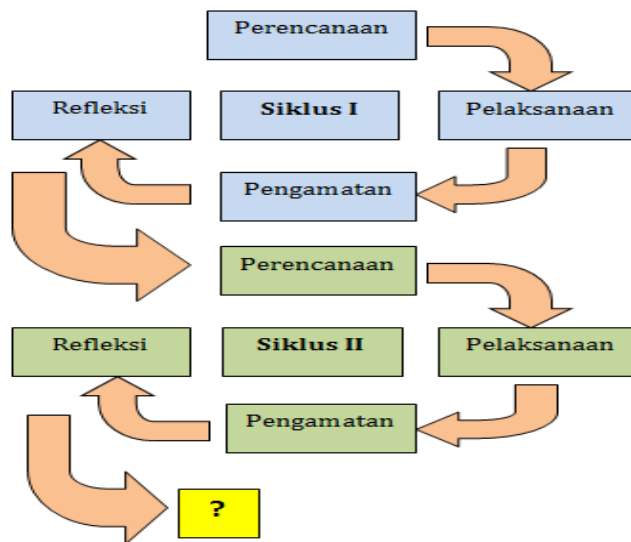 Perencanaan
Refleksi
Siklus I
Pelaksanaan
Pengamatan
Perencanaan
Refleksi
Siklus II
Pelaksanaan
Pengamatan
?